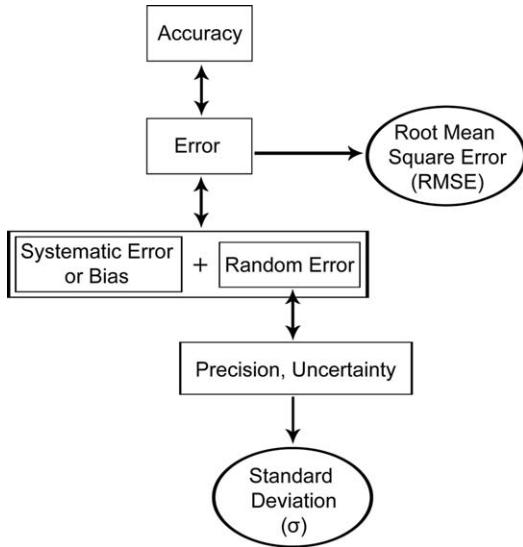 Accuracy
Error
Root Mean
Square Error
(RMSE)
Systematic Error
or Bias
+
Random Error
Precision, Uncertainty
Standard
Deviation
(σ)